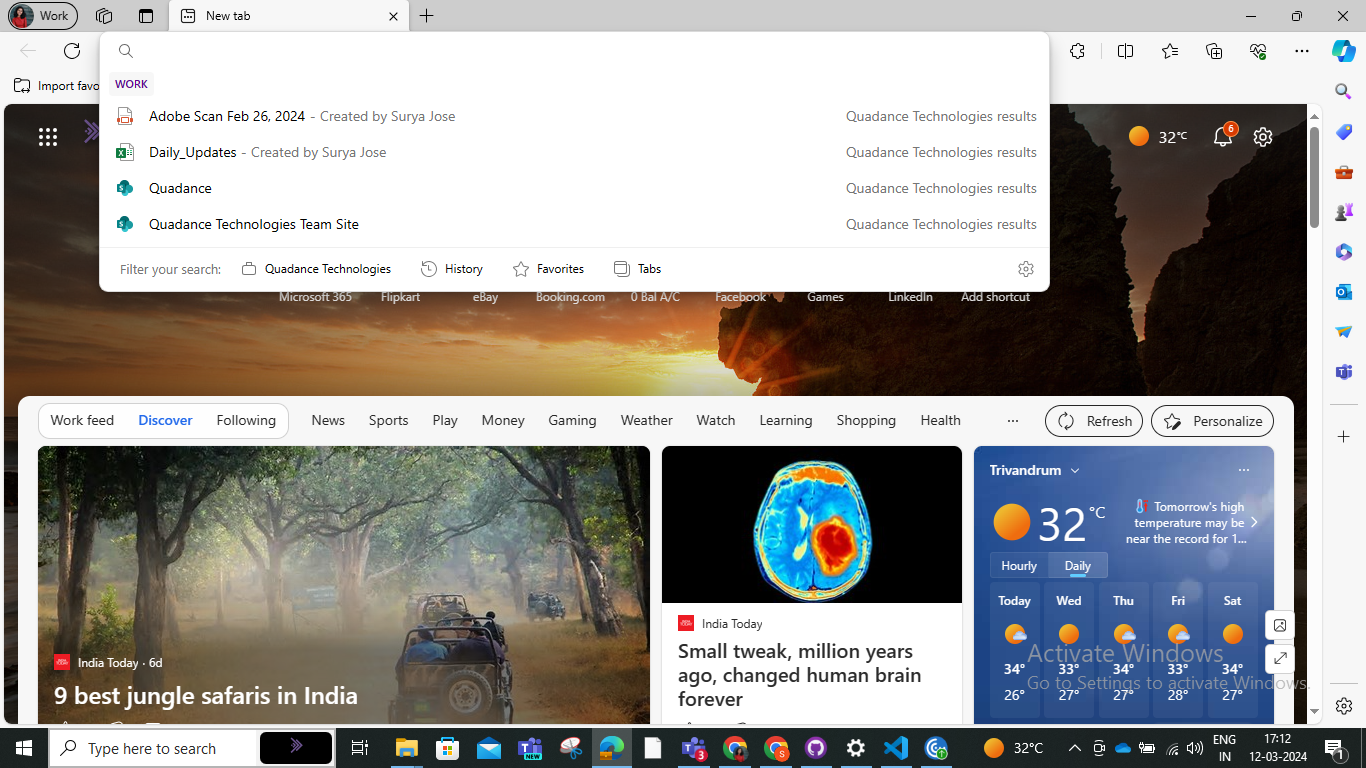 Work
New tab
Import favo
WORK
Adobe Scan Feb 26, 2024 - Created by Surya Jose
Quadance Technologies results
Daily_Updates - Created by Surya Jose
Quadance Technologies results
Quadance
Quadance Technologies results
Quadance Technologies Team Site
Quadance Technologies results
Filter your search:
Quadance Technologies
History
Favorites
Tabs
32°C
6
Microsoft 365
Flipkart
eBay
Booking.com
0 Bal A/C
Facebook
Games
LinkedIn
Add shortcut
Work feed
Discover
Following
News
Sports
Play
Money
Gaming
Weather
Watch
Learning
Shopping
Health
Refresh
Personalize
India Today · 6d
9 best jungle safaris in India
India Today
Small tweak, million years
ago, changed human brain
forever
Trivandrum
32 °C
Tomorrow's high
temperature may be
near the record for 1...
Hourly
Daily
Today
Wed
Thu
Fri
Sat
34°
33°
34°
33°
34°
26°
27°
27°
28°
27°
Activate Windows
Go to Settings to activate Windows.
Type here to search
NEW
3
32°C
ENG
IN
17:12
12-03-2024
1